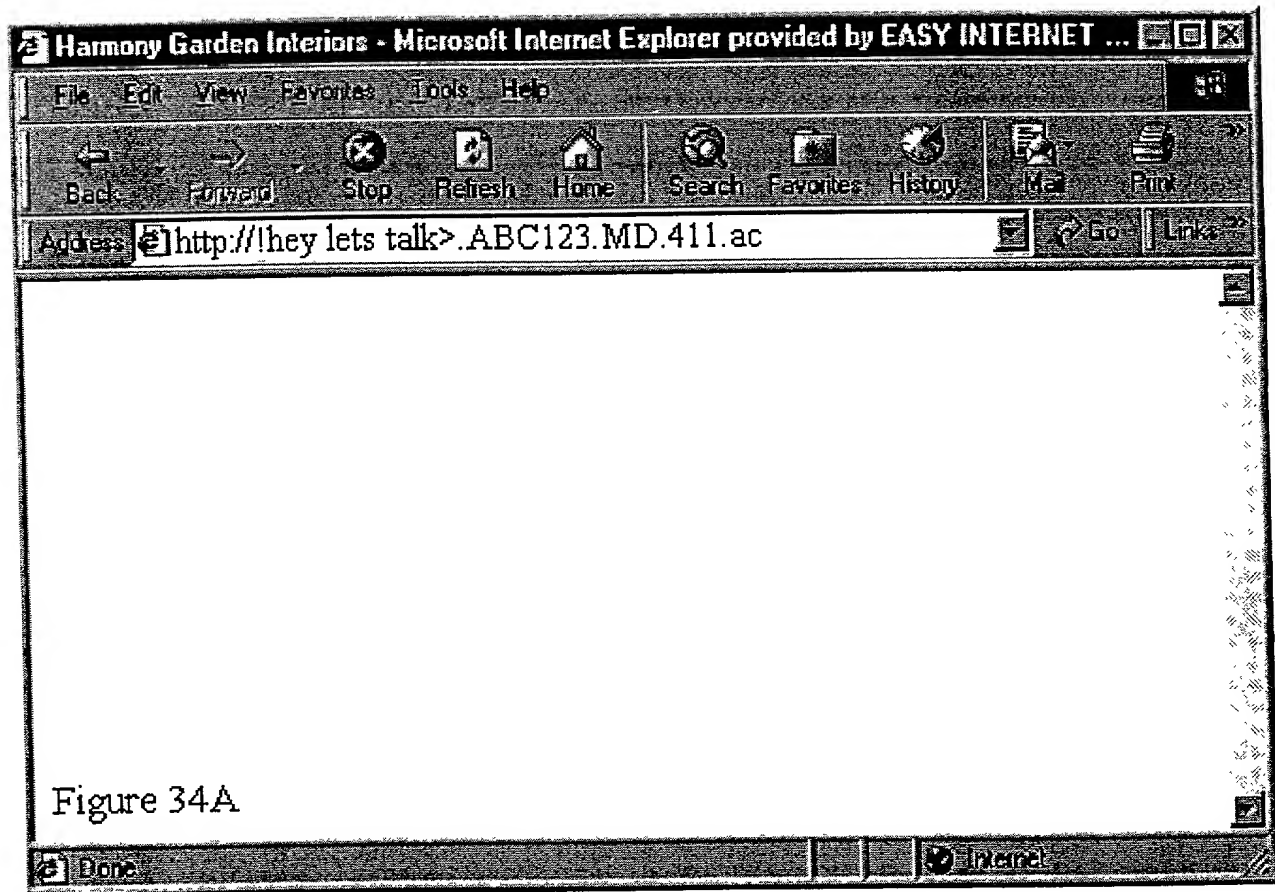 Harmony Garden Interiors - Microsoft Internet Explorer provided by EASY INTERNET ...
File Edit View Favorites Tools Help
Back Forward Stop Refresh Home Search Favorites History Mail Print
Address http://!hey lets talk>.ABC123.MD.411.ac Go Links
Figure 34A
Done Internet